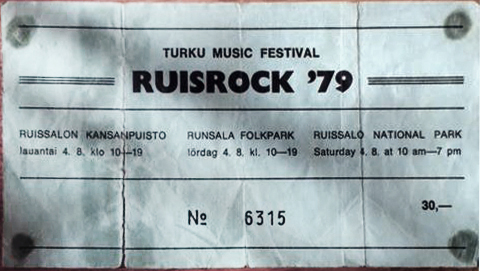 TURKU MUSIC FESTIVAL
RUISROCK '79
RUISSALON KANSANPUISTO RUNSALA FOLKPARK RUISSALO NATIONAL PARK
lauantai 4. 8. klo 10—19 lördag 4. 8. kl. 10—19 Saturday 4. 8. at 10 am—7 pm
30,—
№ 6315